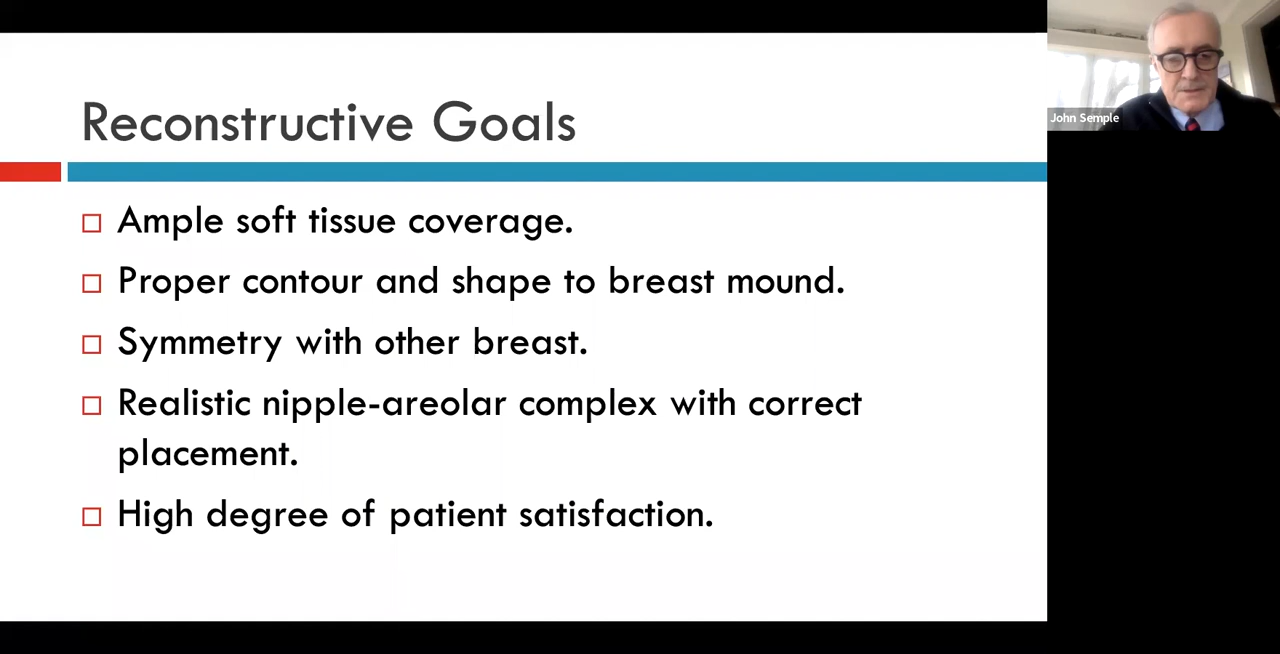 Reconstructive Goals
John Semple
Ample soft tissue coverage.
Proper contour and shape to breast mound.
Symmetry with other breast.
Realistic nipple-areolar complex with correct
placement.
High degree of patient satisfaction.